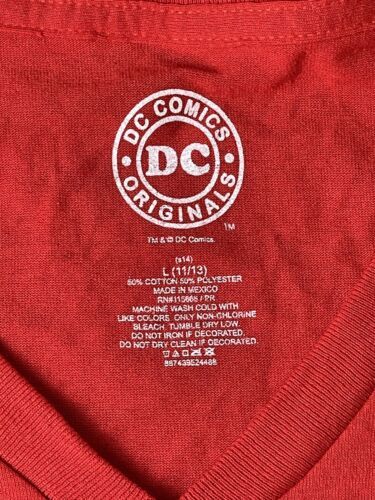 DC COMICS
DC
ORIGINALS
™
TM & © DC Comics.
(s14)
L (11/13)
50% COTTON 50% POLYESTER
MADE IN MEXICO
RN#115665 / PR
MACHINE WASH COLD WITH
LIKE COLORS. ONLY NON-CHLORINE
BLEACH. TUMBLE DRY LOW.
DO NOT IRON IF DECORATED.
DO NOT DRY CLEAN IF DECORATED.
887439524488